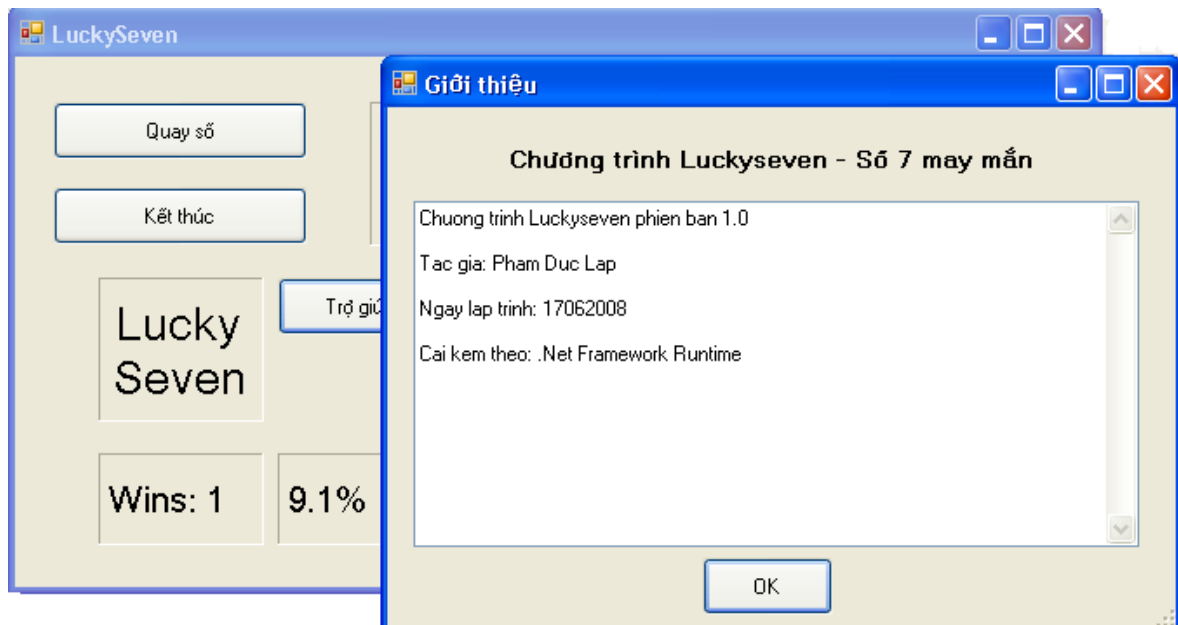 LuckySeven
Giới thiệu
Quay số
Kết thúc
Lucky
Seven
Wins: 1
9.1%
Chương trình Luckyseven - Số 7 may mắn
Chuong trinh Luckyseven phien ban 1.0
Tac gia: Pham Duc Lap
Ngay lap trinh: 17062008
Cai kem theo: .Net Framework Runtime
OK